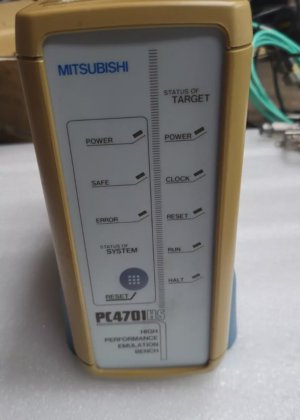 MITSUBISHI
STATUS OF
TARGET
POWER
POWER
SAFE
CLOCK
ERROR
RESET
STATUS OF
SYSTEM
RUN
HALT
RESET
PC4701HS
HIGH
PERFORMANCE
EMULATION
BENCH